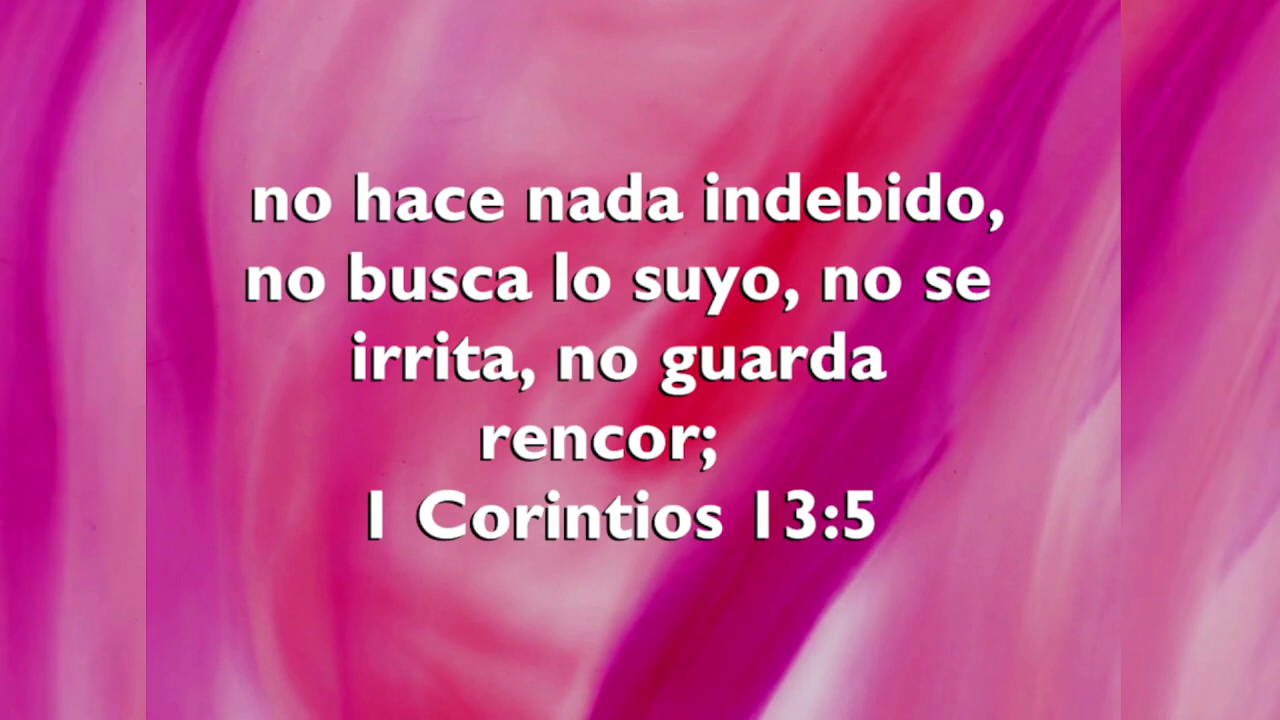 no hace nada indebido,
no busca lo suyo, no se
irrita, no guarda
rencor;
1 Corintios 13:5